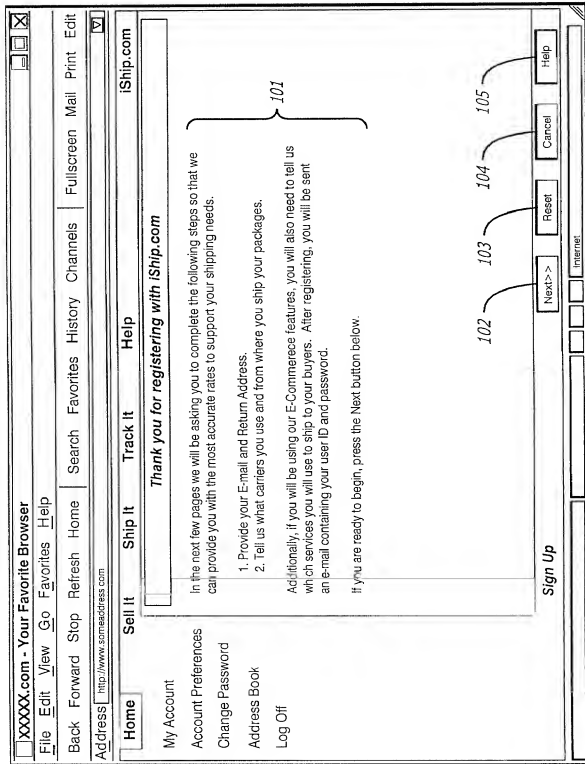 XXXXX.com - Your Favorite Browser
File Edit View Go Favorites Help
Back Forward Stop Refresh Home Search Favorites History Channels Fullscreen Mail Print Edit
Address http://www.someaddress.com
Home Sell It Ship It Track It Help iShip.com
My Account
Account Preferences
Change Password
Address Book
Log Off
Thank you for registering with iShip.com
In the next few pages we will be asking you to complete the following steps so that we
can provide you with the most accurate rates to support your shipping needs.
1. Provide your E-mail and Return Address.
2. Tell us what carriers you use and from where you ship your packages.
Additionally, if you will be using our E-Commerece features, you will also need to tell us
which services you will use to ship to your buyers. After registering, you will be sent
an e-mail containing your user ID and password.
If you are ready to begin, press the Next button below.
101
102 103 104 105
Sign Up Next>> Reset Cancel Help
Internet